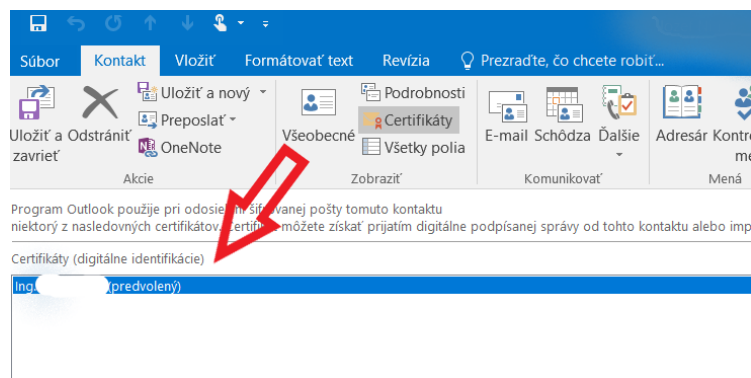 Súbor Kontakt Vložiť Formátovať text Revízia Prezraďte, čo chcete robiť...
Uložiť a zavrieť
Odstrániť
Uložiť a nový
Preposlať
OneNote
Akcie
Všeobecné
Podrobnosti
Certifikáty
Všetky polia
Zobraziť
E-mail
Schôdza
Ďalšie
Komunikovať
Adresár
Mená
Program Outlook použije pri odosielaní šifrovanej pošty tomuto kontaktu
niektorý z nasledovných certifikátov. Certifikát môžete získať prijatím digitálne podpísanej správy od tohto kontaktu alebo imp
Certifikáty (digitálne identifikácie)
Ing. (predvolený)